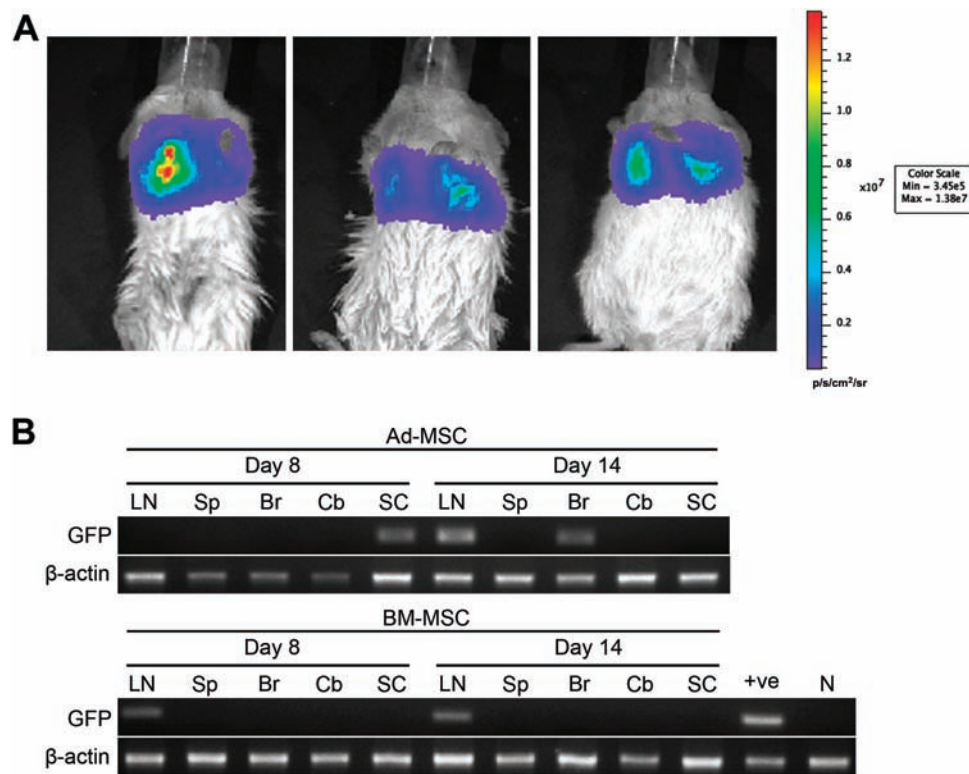 A
1.2
1.0
0.8
x10⁷
0.6
0.4
0.2
p/s/cm²/sr
Color Scale
Min = 3.45e5
Max = 1.38e7
B
Ad-MSC
Day 8 Day 14
LN Sp Br Cb SC LN Sp Br Cb SC
GFP
β-actin
BM-MSC
Day 8 Day 14
LN Sp Br Cb SC LN Sp Br Cb SC +ve N
GFP
β-actin